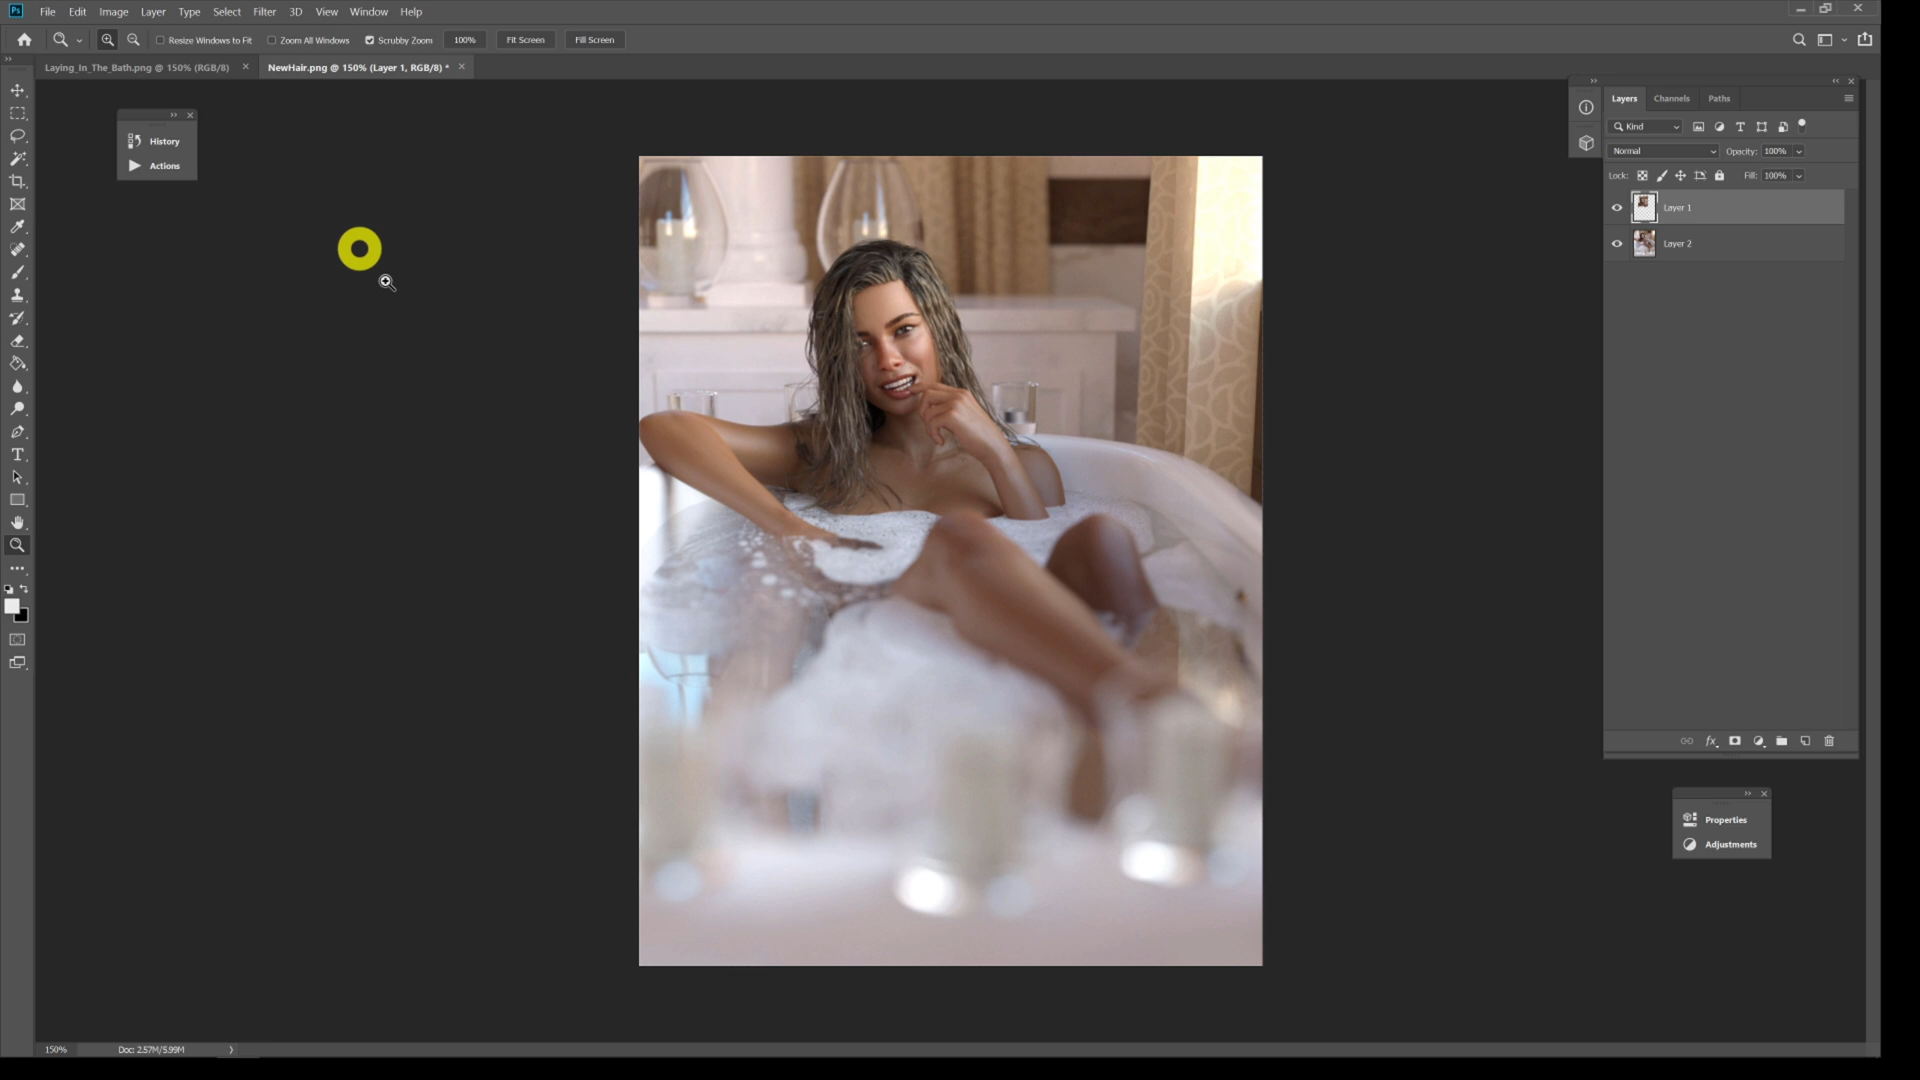 Ps File Edit Image Layer Type Select Filter 3D View Window Help
Resize Windows to Fit Zoom All Windows Scrubby Zoom 100% Fit Screen Fill Screen
Laying_In_The_Bath.png @ 150% (RGB/8) NewHair.png @ 150% (Layer 1, RGB/8) *
History
Actions
Layers Channels Paths
Kind
Normal Opacity: 100%
Lock: Fill: 100%
Layer 1
Layer 2
fx
Properties
Adjustments
150% Doc: 2.57M/5.99M